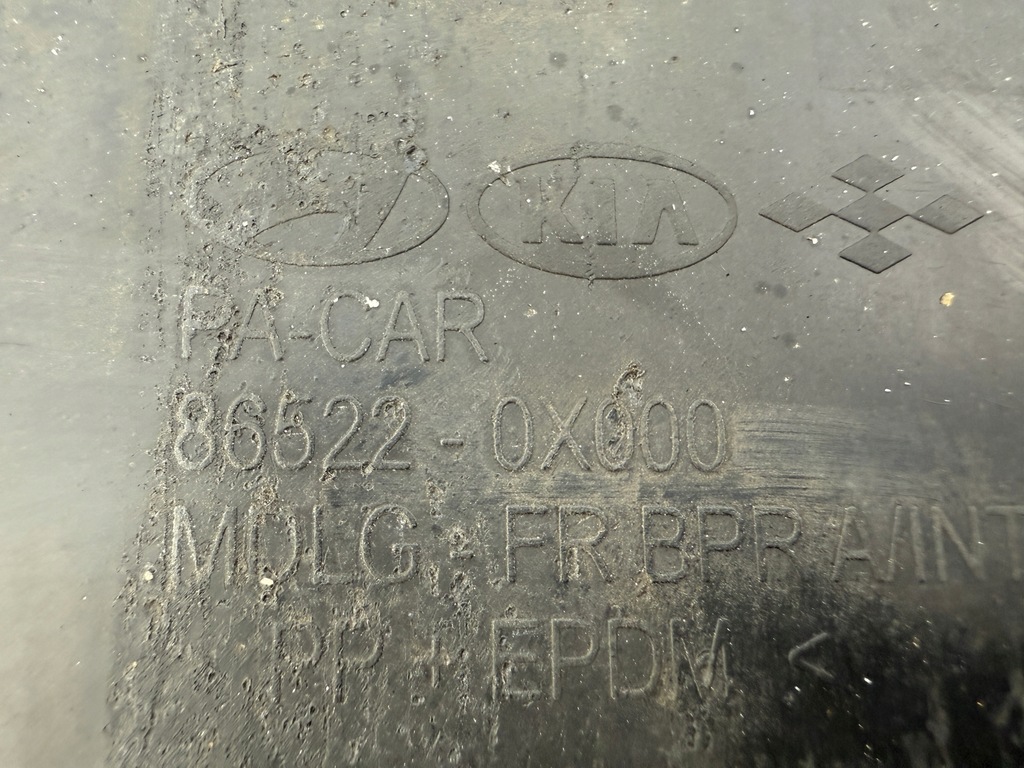 KIA
PA-CAR
86522 - 0X000
MDLG - FR BPR A/INT
PP + EPDM <